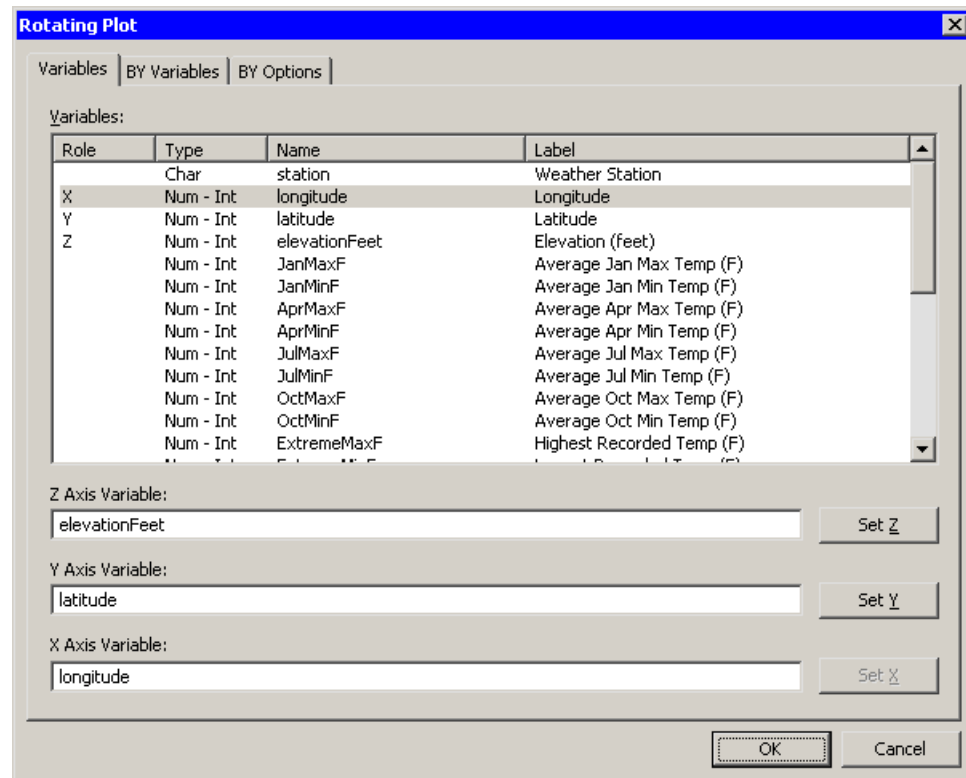 Rotating Plot
Variables BY Variables BY Options
Variables:
Role Type Name Label
Char station Weather Station
X Num - Int longitude Longitude
Y Num - Int latitude Latitude
Z Num - Int elevationFeet Elevation (feet)
Num - Int JanMaxF Average Jan Max Temp (F)
Num - Int JanMinF Average Jan Min Temp (F)
Num - Int AprMaxF Average Apr Max Temp (F)
Num - Int AprMinF Average Apr Min Temp (F)
Num - Int JulMaxF Average Jul Max Temp (F)
Num - Int JulMinF Average Jul Min Temp (F)
Num - Int OctMaxF Average Oct Max Temp (F)
Num - Int OctMinF Average Oct Min Temp (F)
Num - Int ExtremeMaxF Highest Recorded Temp (F)
Z Axis Variable:
elevationFeet Set Z
Y Axis Variable:
latitude Set Y
X Axis Variable:
longitude Set X
OK Cancel